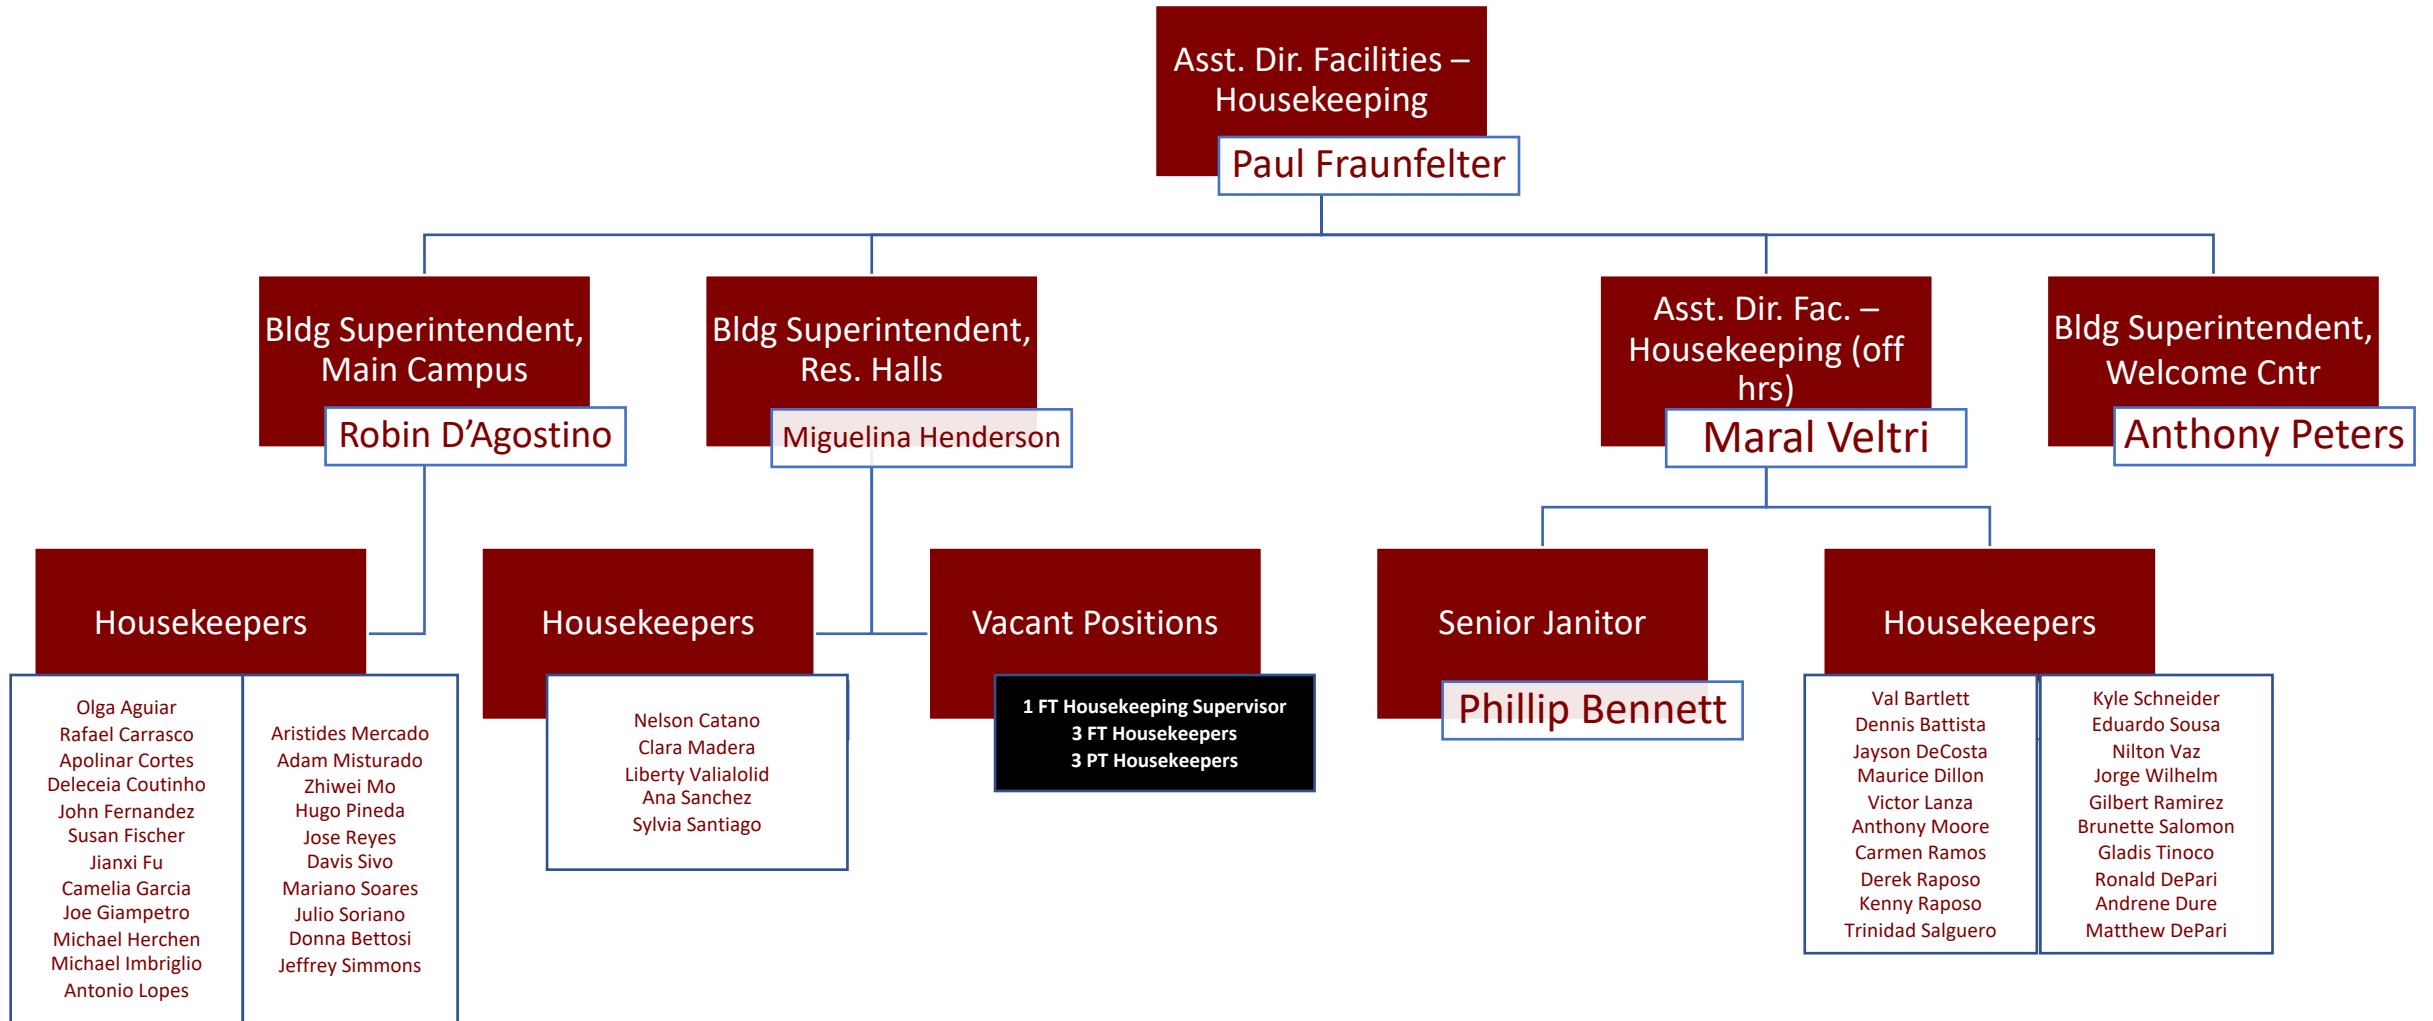 Asst. Dir. Facilities –
Housekeeping
Paul Fraunfelter
Bldg Superintendent,
Main Campus
Robin D’Agostino
Bldg Superintendent,
Res. Halls
Miguelina Henderson
Asst. Dir. Fac. –
Housekeeping (off
hrs)
Maral Veltri
Bldg Superintendent,
Welcome Cntr
Anthony Peters
Housekeepers
Olga Aguiar
Rafael Carrasco
Apolinar Cortes
Deleceia Coutinho
John Fernandez
Susan Fischer
Jianxi Fu
Camelia Garcia
Joe Giampetro
Michael Herchen
Michael Imbriglio
Antonio Lopes
Aristides Mercado
Adam Misturado
Zhiwei Mo
Hugo Pineda
Jose Reyes
Davis Sivo
Mariano Soares
Julio Soriano
Donna Bettosi
Jeffrey Simmons
Housekeepers
Nelson Catano
Clara Madera
Liberty Valialolid
Ana Sanchez
Sylvia Santiago
Vacant Positions
1 FT Housekeeping Supervisor
3 FT Housekeepers
3 PT Housekeepers
Senior Janitor
Phillip Bennett
Housekeepers
Val Bartlett
Dennis Battista
Jayson DeCosta
Maurice Dillon
Victor Lanza
Anthony Moore
Carmen Ramos
Derek Raposo
Kenny Raposo
Trinidad Salguero
Kyle Schneider
Eduardo Sousa
Nilton Vaz
Jorge Wilhelm
Gilbert Ramirez
Brunette Salomon
Gladis Tinoco
Ronald DePari
Andrene Dure
Matthew DePari